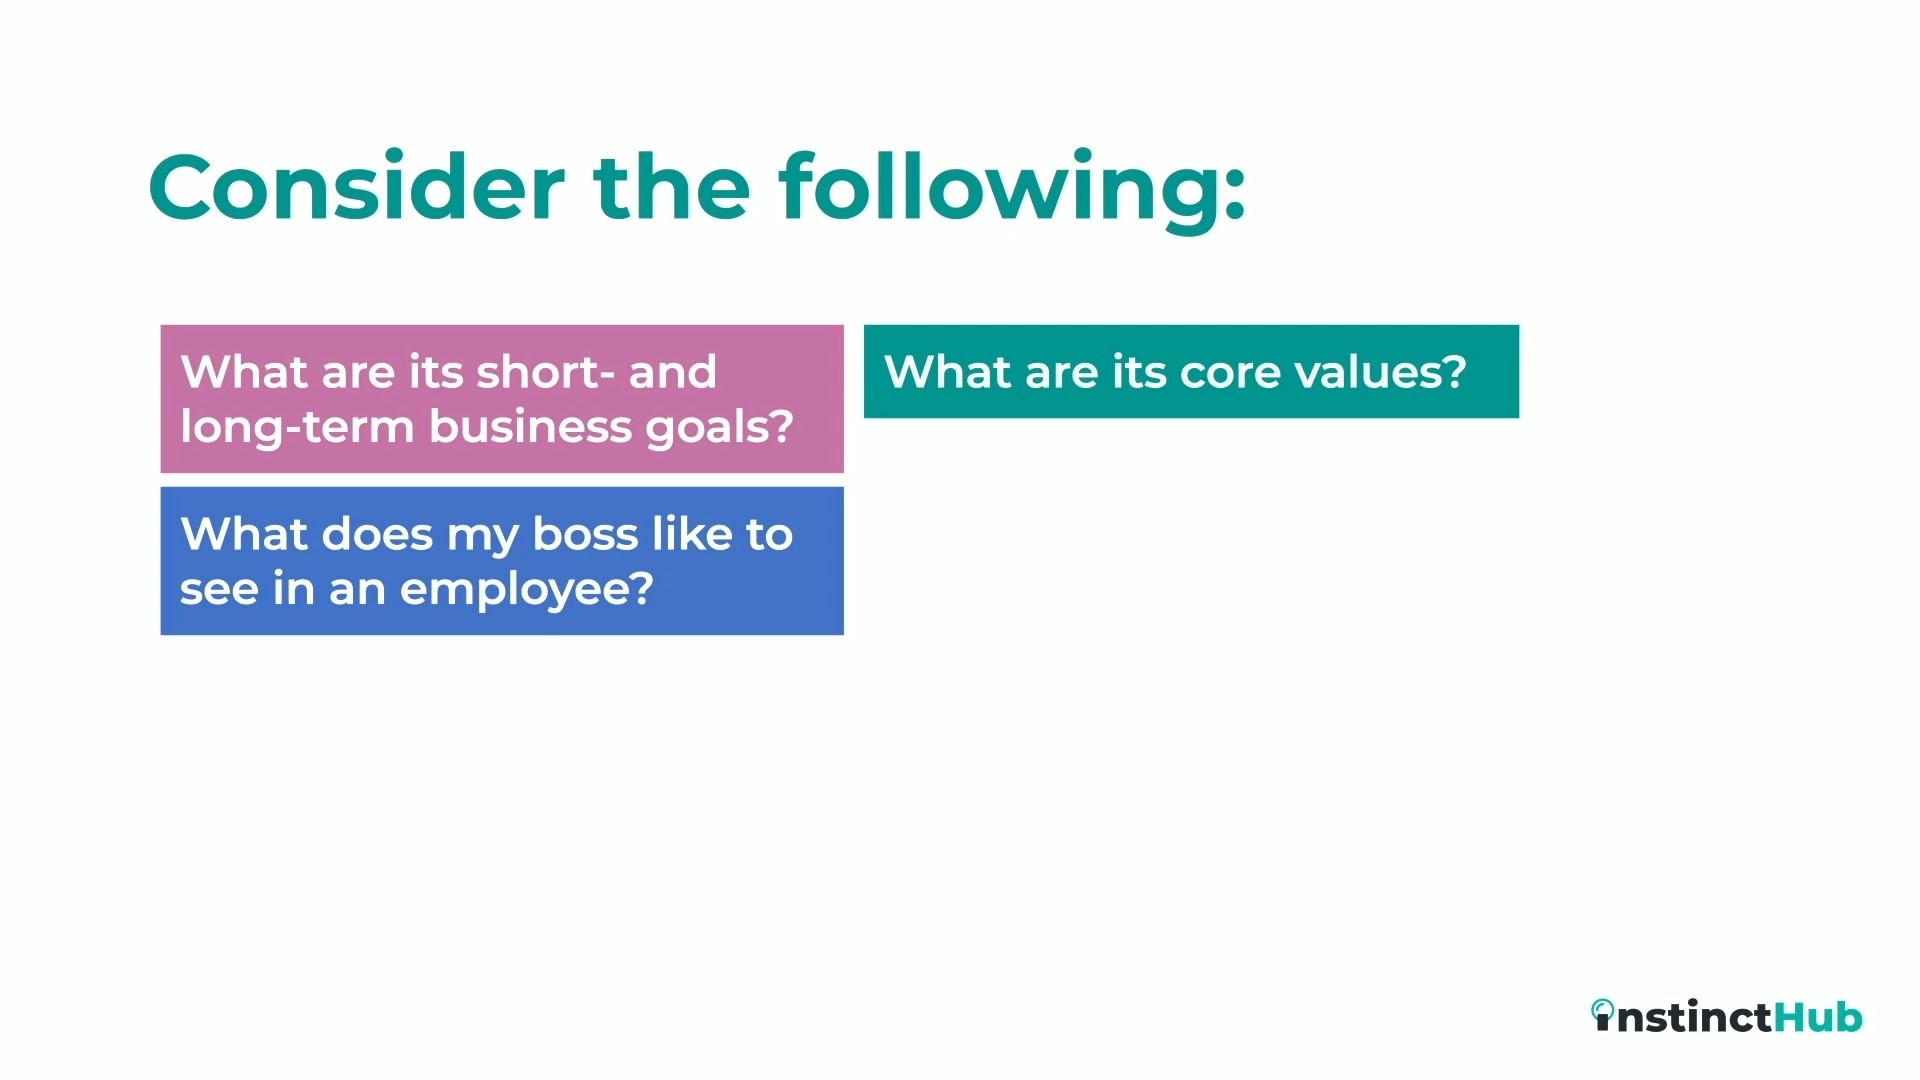 Consider the following:
What are its short- and
long-term business goals?
What are its core values?
What does my boss like to
see in an employee?
instinctHub